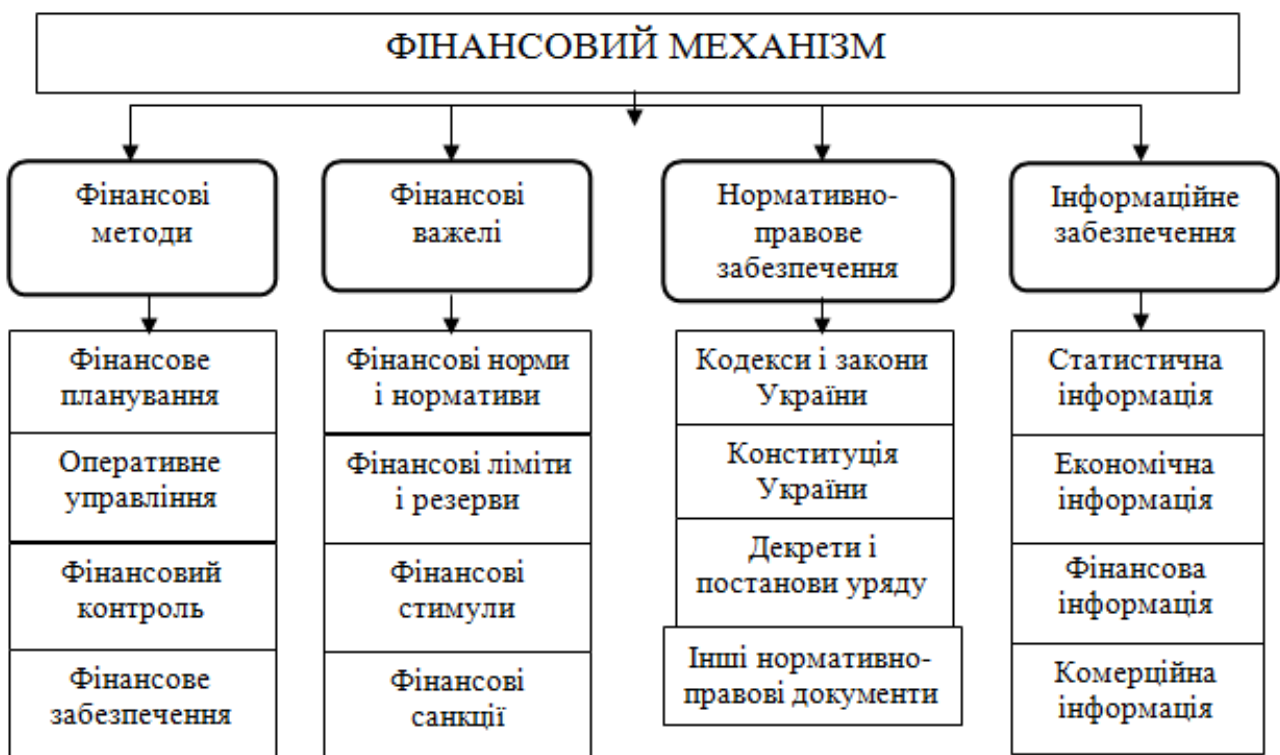 ФІНАНСОВИЙ МЕХАНІЗМ
Фінансові
методи
Фінансові
важелі
Нормативно-
правове
забезпечення
Інформаційне
забезпечення
Фінансове
планування
Оперативне
управління
Фінансовий
контроль
Фінансове
забезпечення
Фінансові норми
і нормативи
Фінансові ліміти
і резерви
Фінансові
стимули
Фінансові
санкції
Кодекси і закони
України
Конституція
України
Декрети і
постанови уряду
Інші нормативно-
правові документи
Статистична
інформація
Економічна
інформація
Фінансова
інформація
Комерційна
інформація